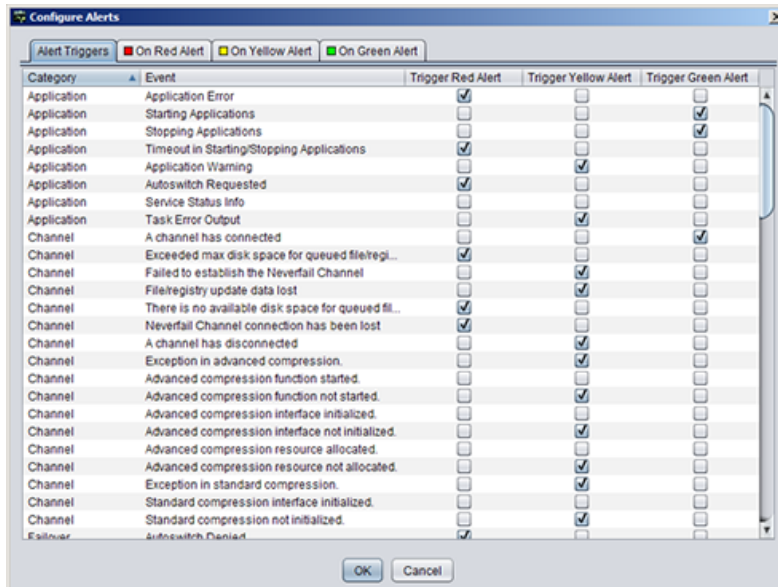 Configure Alerts
Alert Triggers On Red Alert On Yellow Alert On Green Alert
Category Event Trigger Red Alert Trigger Yellow Alert Trigger Green Alert
Application Application Error
Application Starting Applications
Application Stopping Applications
Application Timeout in Starting/Stopping Applications
Application Application Warning
Application Autoswitch Requested
Application Service Status Info
Application Task Error Output
Channel A channel has connected
Channel Exceeded max disk space for queued file/regi...
Channel Failed to establish the Neverfail Channel
Channel File/registry update data lost
Channel There is no available disk space for queued fil...
Channel Neverfail Channel connection has been lost
Channel A channel has disconnected
Channel Exception in advanced compression.
Channel Advanced compression function started.
Channel Advanced compression function not started.
Channel Advanced compression interface initialized.
Channel Advanced compression interface not initialized.
Channel Advanced compression resource allocated.
Channel Advanced compression resource not allocated.
Channel Exception in standard compression.
Channel Standard compression interface initialized.
Channel Standard compression not initialized.
Failover Autoswitch Denied
OK Cancel